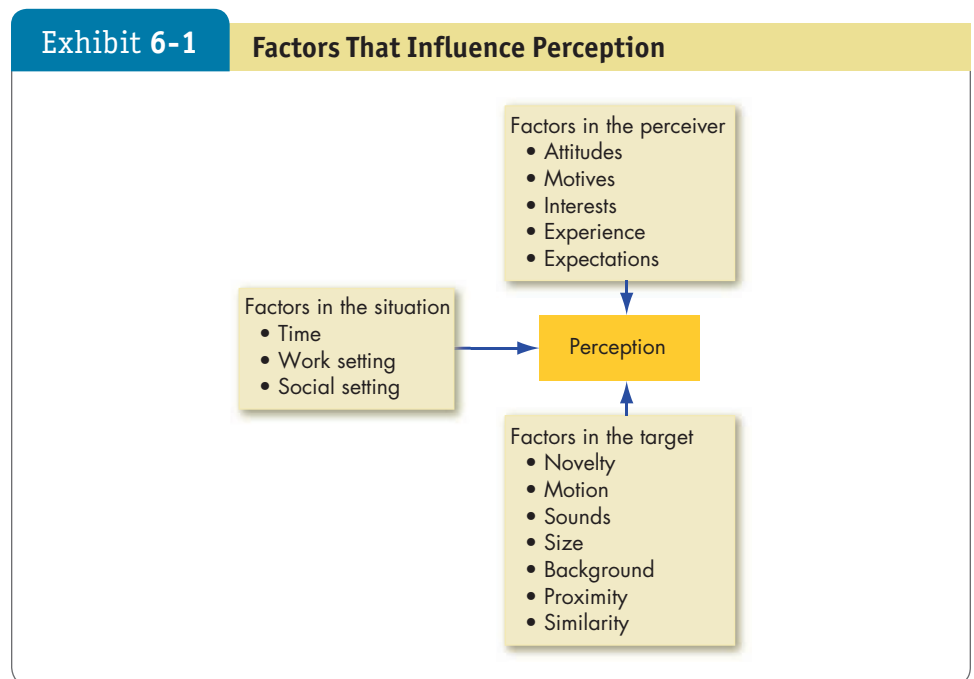 Exhibit 6-1
Factors That Influence Perception
Factors in the perceiver
• Attitudes
• Motives
• Interests
• Experience
• Expectations
Factors in the situation
• Time
• Work setting
• Social setting
Perception
Factors in the target
• Novelty
• Motion
• Sounds
• Size
• Background
• Proximity
• Similarity